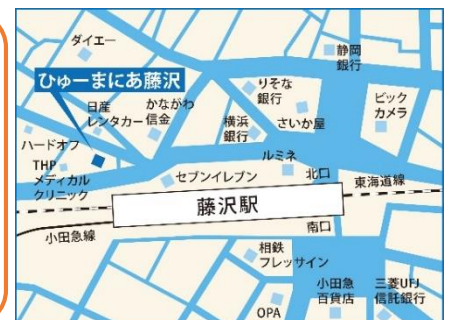 ダイエー
静岡
銀行
ひゅーまにあ藤沢
りそな
銀行
日産
レンタカー
かながわ
信金
ビック
カメラ
横浜
銀行
さいか屋
ハードオフ
THP
メディカル
クリニック
ルミネ
セブンイレブン
北口
東海道線
藤沢駅
小田急線
南口
相鉄
フレッサイン
小田急
百貨店
三菱UFJ
信託銀行
OPA